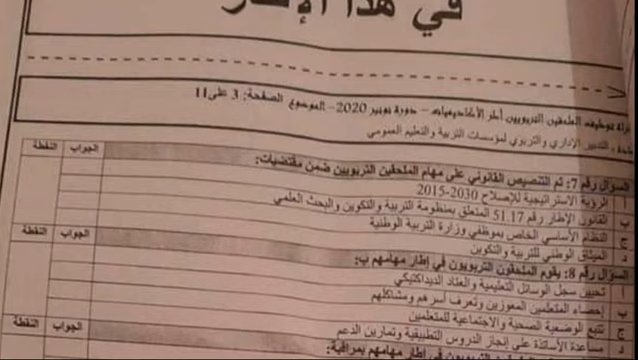 في هذا الإطار
توظيف الملحقين التربويين أطر الأكاديميات – دورة نونبر 2020 - الموضوع الصفحة: 3 على 11
التدبير الإداري والتربوي لمؤسسات التربية والتعليم العمومي
السؤال رقم 7: تم التنصيص القانوني على مهام الملحقين التربويين ضمن مقتضيات: الجواب النقطة
أ الرؤية الاستراتيجية للإصلاح 2030-2015
ب القانون الإطار رقم 51.17 المتعلق بمنظومة التربية والتكوين والبحث العلمي
ج النظام الأساسي الخاص بموظفي وزارة التربية الوطنية
د الميثاق الوطني للتربية والتكوين
السؤال رقم 8: يقوم الملحقون التربويون في إطار مهامهم ب: الجواب النقطة
أ تحيين سجل الوسائل التعليمية والعتاد الديداكتيكي
ب إحصاء المتعلمين المعوزين وتعرف أسرهم ومشاكلهم
ج تتبع الوضعية الصحية والاجتماعية للمتعلمين
د مساعدة الأساتذة على إنجاز الدروس التطبيقية وتمارين الدعم
التربويون في إطار مهامهم بمراقبة: الجواب النقطة